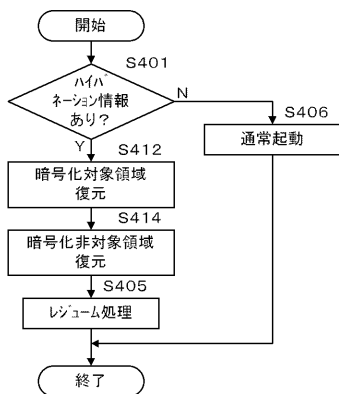 開始
S401
ﾊｲﾊﾞ
ﾈｰｼｮﾝ情報
あり？
N
S406
通常起動
Y
S412
暗号化対象領域
復元
S414
暗号化非対象領域
復元
S405
ﾚｼﾞｭｰﾑ処理
終了